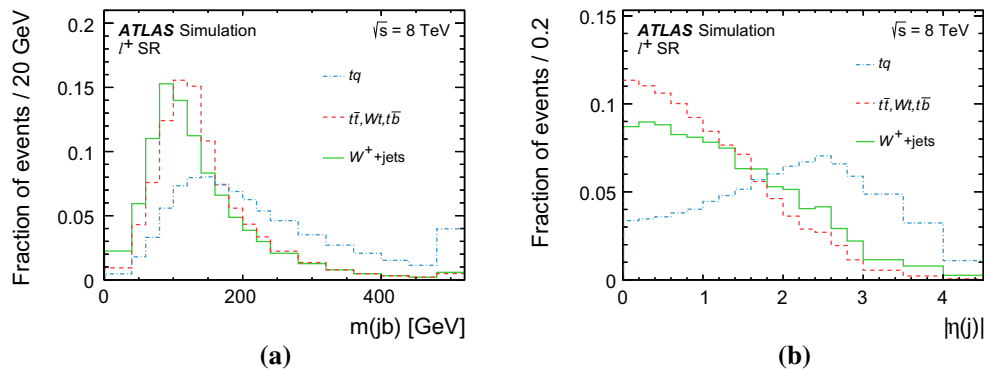 Fraction of events / 20 GeV
0.2
0.15
0.1
0.05
0
ATLAS Simulation
l⁺ SR
√s = 8 TeV
tq
tt̄,Wt,tb̄
W⁺+jets
0 200 400
m(jb) [GeV]
(a)
Fraction of events / 0.2
0.15
0.1
0.05
0
ATLAS Simulation
l⁺ SR
√s = 8 TeV
tq
tt̄,Wt,tb̄
W⁺+jets
0 1 2 3 4
|η(j)|
(b)